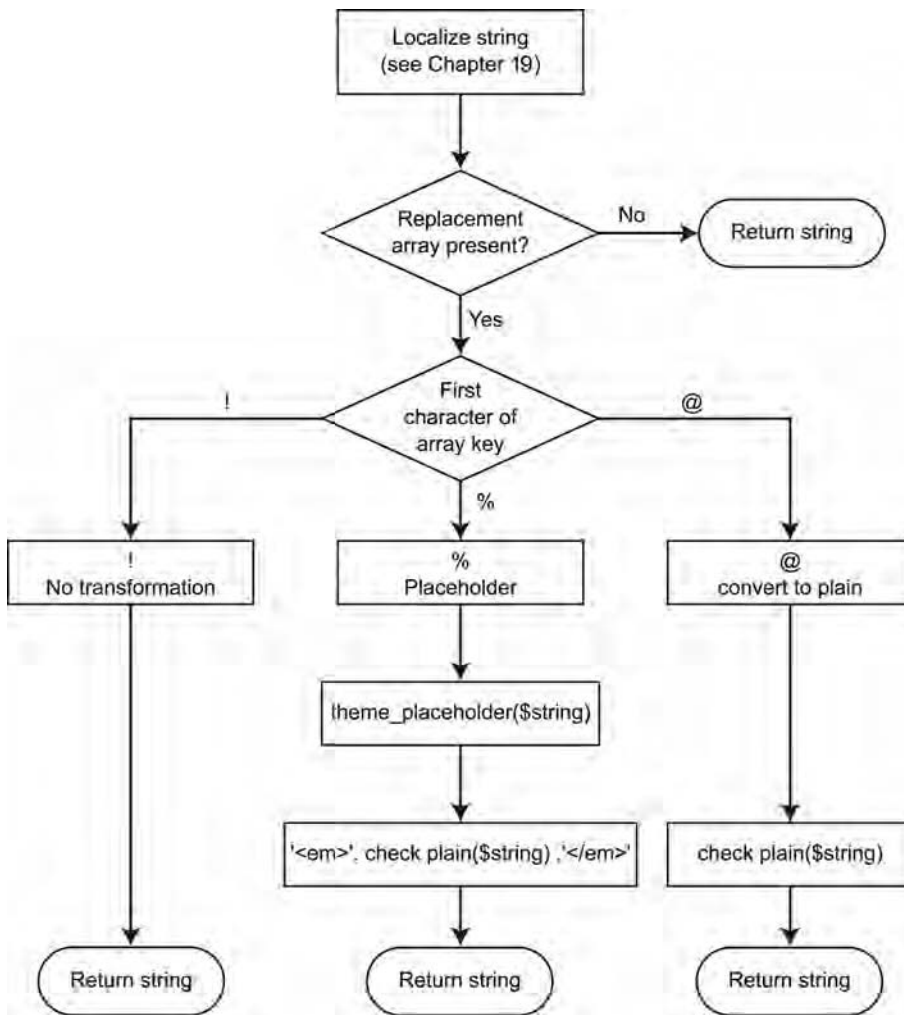 Localize string
(see Chapter 19)
Replacement
array present?
No
Return string
Yes
First
character of
array key
!
@
%
!
No transformation
%
Placeholder
@
convert to plain
theme_placeholder($string)
'<em>', check plain($string) ,'</em>'
check plain($string)
Return string
Return string
Return string